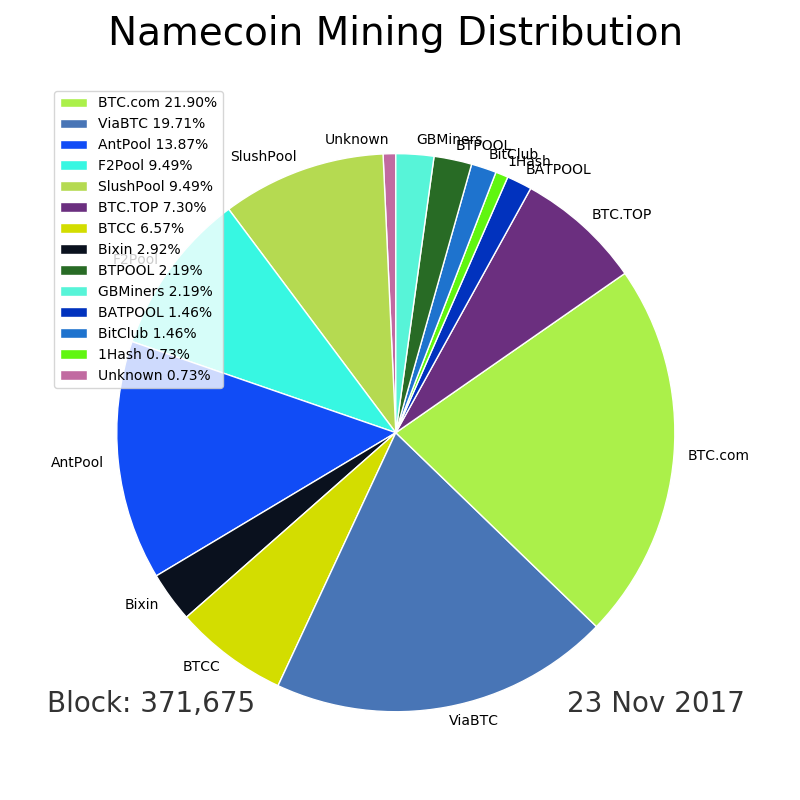 Namecoin Mining Distribution
BTC.com 21.90%
ViaBTC 19.71%
AntPool 13.87%
F2Pool 9.49%
SlushPool 9.49%
BTC.TOP 7.30%
BTCC 6.57%
Bixin 2.92%
BTPOOL 2.19%
GBMiners 2.19%
BATPOOL 1.46%
BitClub 1.46%
1Hash 0.73%
Unknown 0.73%
Unknown
GBMiners
BTPOOL
BitClub
1Hash
BATPOOL
SlushPool
BTC.TOP
F2Pool
BTC.com
AntPool
Bixin
BTCC
ViaBTC
Block: 371,675
23 Nov 2017